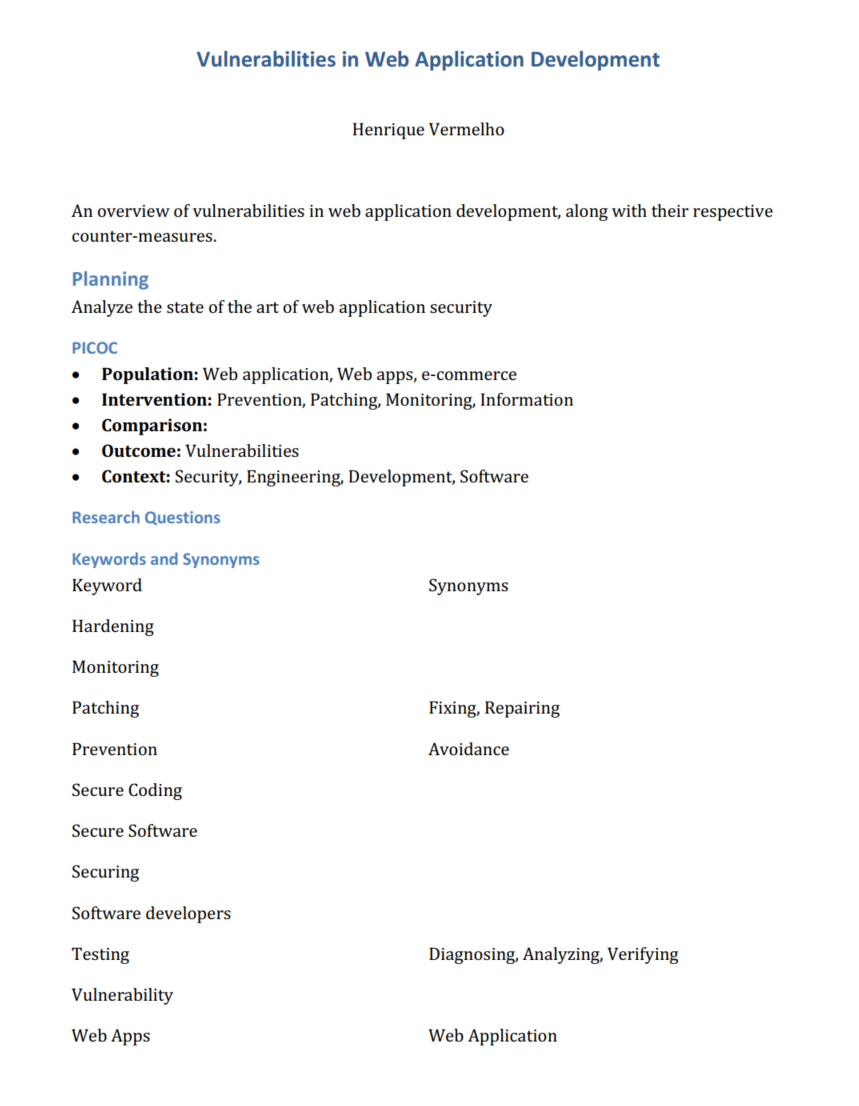 Vulnerabilities in Web Application Development
Henrique Vermelho
An overview of vulnerabilities in web application development, along with their respective
counter-measures.
Planning
Analyze the state of the art of web application security
PICOC
• Population: Web application, Web apps, e-commerce
• Intervention: Prevention, Patching, Monitoring, Information
• Comparison:
• Outcome: Vulnerabilities
• Context: Security, Engineering, Development, Software
Research Questions
Keywords and Synonyms
Keyword Synonyms
Hardening
Monitoring
Patching Fixing, Repairing
Prevention Avoidance
Secure Coding
Secure Software
Securing
Software developers
Testing Diagnosing, Analyzing, Verifying
Vulnerability
Web Apps Web Application